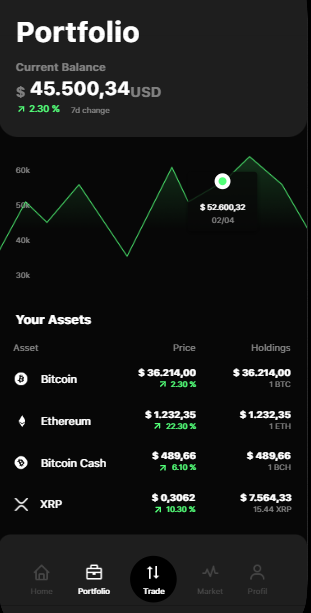 Portfolio
Current Balance
$ 45.500,34USD
2.30 % 7d change
60k
50k
$ 52.600,32
02/04
40k
30k
Your Assets
Asset Price Holdings
Bitcoin $ 36.214,00 $ 36.214,00
2.30 % 1 BTC
Ethereum $ 1.232,35 $ 1.232,35
22.30 % 1 ETH
Bitcoin Cash $ 489,66 $ 489,66
6.10 % 1 BCH
XRP $ 0,3062 $ 7.564,33
10.30 % 15.44 XRP
Home Portfolio Trade Market Profil